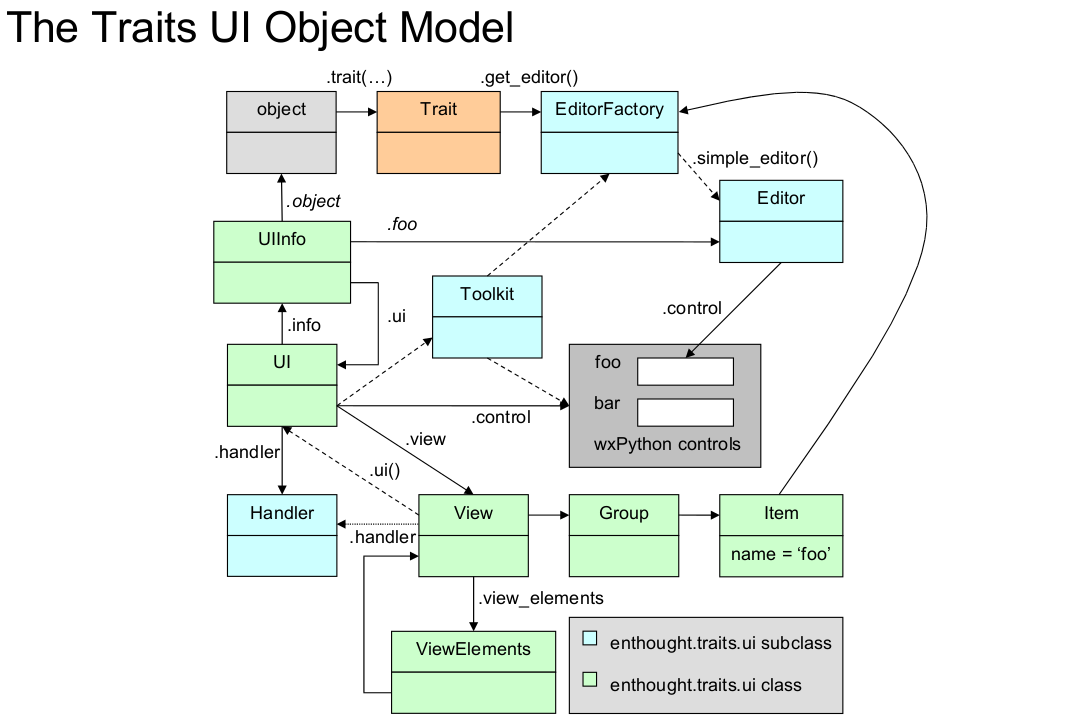 The Traits UI Object Model
.trait(…)
.get_editor()
object
Trait
EditorFactory
.simple_editor()
Editor
.object
.foo
UIInfo
Toolkit
.ui
.control
.info
UI
foo
bar
.control
wxPython controls
.view
.handler
.ui()
Handler
View
Group
Item
.handler
name = ‘foo’
.view_elements
ViewElements
enthought.traits.ui subclass
enthought.traits.ui class